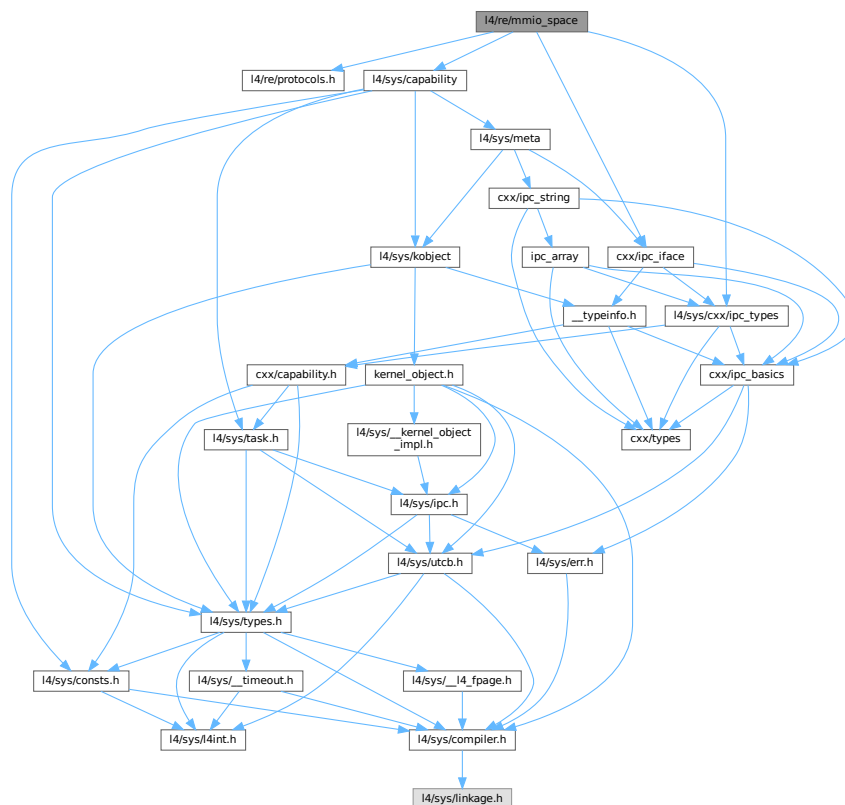 l4/re/mmio_space
l4/re/protocols.h
l4/sys/capability
l4/sys/meta
cxx/ipc_string
l4/sys/kobject
ipc_array
cxx/ipc_iface
__typeinfo.h
l4/sys/cxx/ipc_types
cxx/capability.h
kernel_object.h
cxx/ipc_basics
l4/sys/task.h
l4/sys/__kernel_object
_impl.h
cxx/types
l4/sys/ipc.h
l4/sys/utcb.h
l4/sys/err.h
l4/sys/types.h
l4/sys/consts.h
l4/sys/__timeout.h
l4/sys/__l4_fpage.h
l4/sys/l4int.h
l4/sys/compiler.h
l4/sys/linkage.h